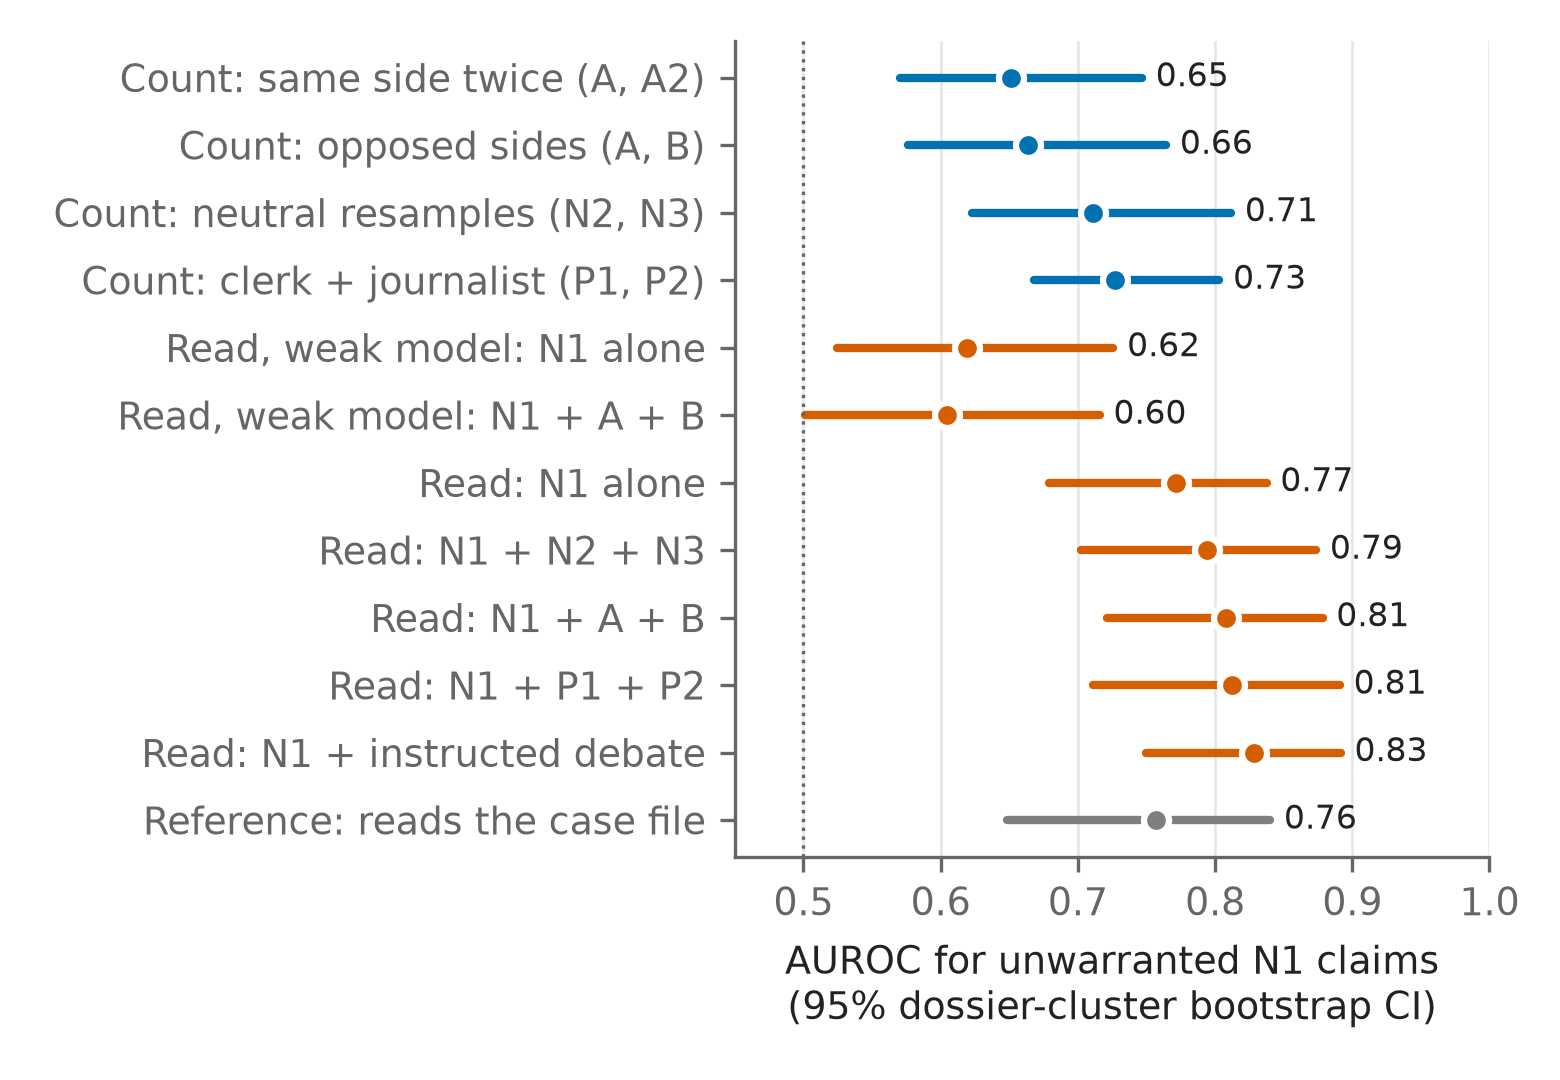 Count: same side twice (A, A2) 0.65
Count: opposed sides (A, B) 0.66
Count: neutral resamples (N2, N3) 0.71
Count: clerk + journalist (P1, P2) 0.73
Read, weak model: N1 alone 0.62
Read, weak model: N1 + A + B 0.60
Read: N1 alone 0.77
Read: N1 + N2 + N3 0.79
Read: N1 + A + B 0.81
Read: N1 + P1 + P2 0.81
Read: N1 + instructed debate 0.83
Reference: reads the case file 0.76
0.5 0.6 0.7 0.8 0.9 1.0
AUROC for unwarranted N1 claims
(95% dossier-cluster bootstrap CI)